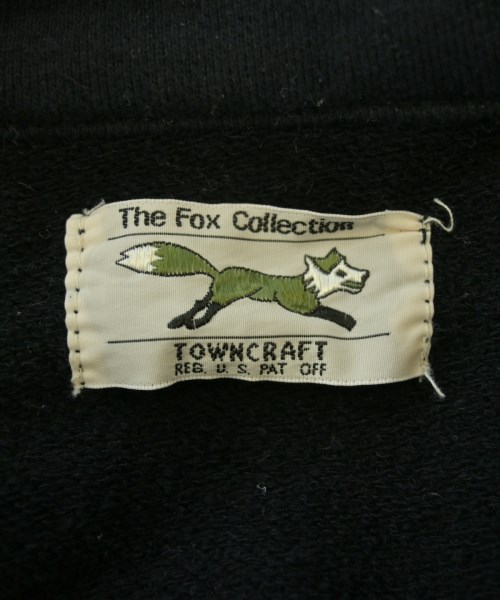 The Fox Collection
TOWNCRAFT
REG. U. S. PAT OFF